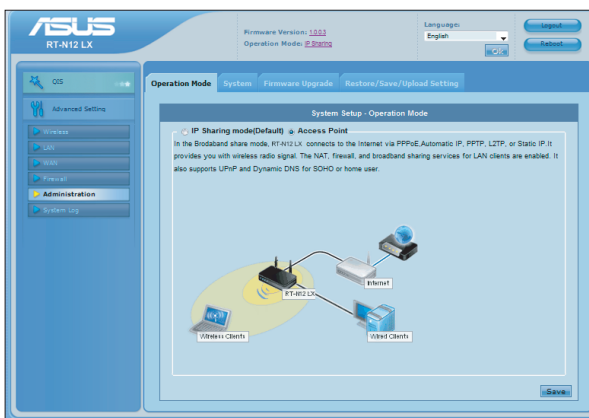 ASUS
RT-N12 LX
Firmware Version: 1.0.0.3
Operation Mode: IP Sharing
Language:
English
OK
Logout
Reboot
QIS
Advanced Setting
Wireless
LAN
WAN
Firewall
Administration
System Log
Operation Mode System Firmware Upgrade Restore/Save/Upload Setting
System Setup - Operation Mode
IP Sharing mode(Default) Access Point
In the Brodaband share mode, RT-N12 LX connects to the Internet via PPPoE,Automatic IP, PPTP, L2TP, or Static IP.It
provides you with wireless radio signal. The NAT, firewall, and broadband sharing services for LAN clients are enabled. It
also supports UPnP and Dynamic DNS for SOHO or home user.
Internet
RT-N12 LX
Wireless Clients
Wired Clients
Save